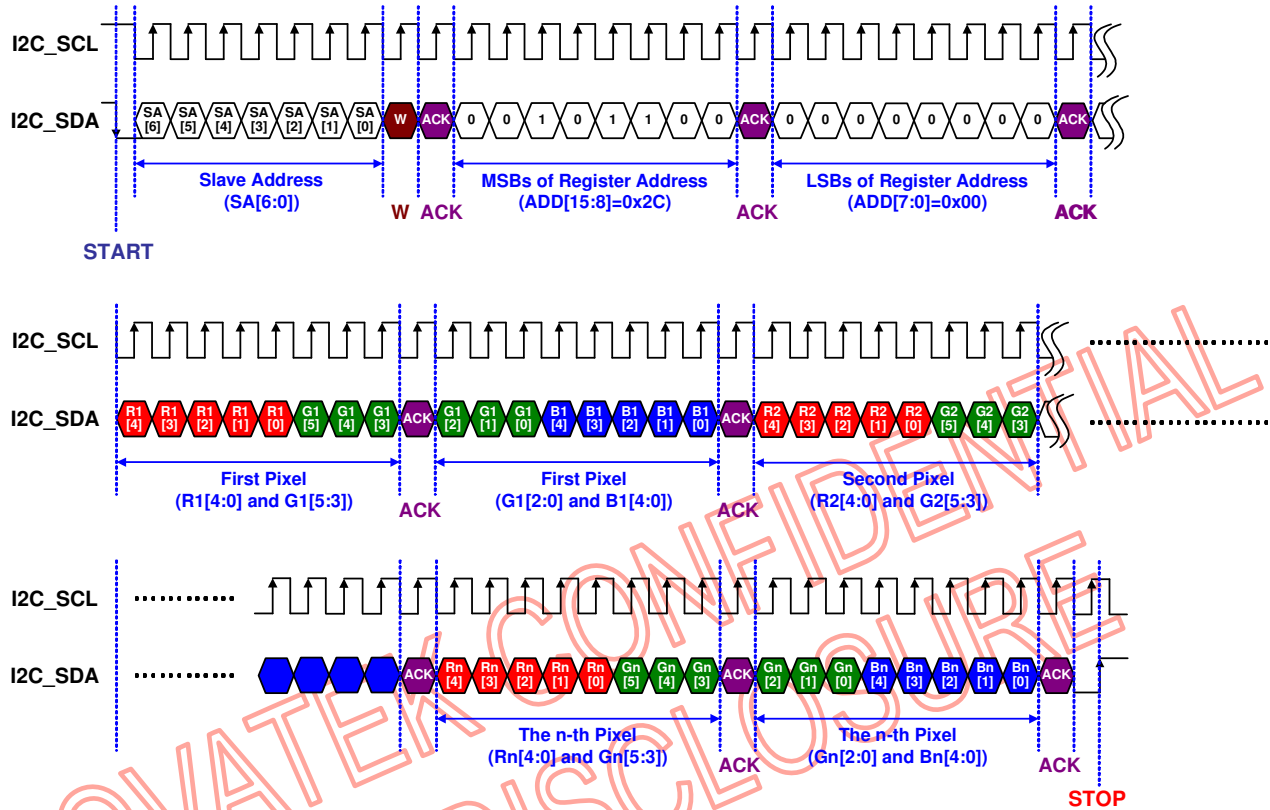 I2C_SCL
I2C_SDA
SA [6] SA [5] SA [4] SA [3] SA [2] SA [1] SA [0] W ACK 0 0 1 0 1 1 0 0 ACK 0 0 0 0 0 0 0 0 ACK
Slave Address
(SA[6:0])
MSBs of Register Address
(ADD[15:8]=0x2C)
LSBs of Register Address
(ADD[7:0]=0x00)
W ACK ACK ACK
START
I2C_SCL
I2C_SDA
R1 [4] R1 [3] R1 [2] R1 [1] R1 [0] G1 [5] G1 [4] G1 [3] ACK G1 [2] G1 [1] G1 [0] B1 [4] B1 [3] B1 [2] B1 [1] B1 [0] ACK R2 [4] R2 [3] R2 [2] R2 [1] R2 [0] G2 [5] G2 [4] G2 [3]
First Pixel
(R1[4:0] and G1[5:3])
First Pixel
(G1[2:0] and B1[4:0])
Second Pixel
(R2[4:0] and G2[5:3])
ACK ACK
I2C_SCL
I2C_SDA
ACK Rn [4] Rn [3] Rn [2] Rn [1] Rn [0] Gn [5] Gn [4] Gn [3] ACK Gn [2] Gn [1] Gn [0] Bn [4] Bn [3] Bn [2] Bn [1] Bn [0] ACK
The n-th Pixel
(Rn[4:0] and Gn[5:3])
The n-th Pixel
(Gn[2:0] and Bn[4:0])
ACK ACK
STOP
CONFIDENTIAL
DISCLOSURE